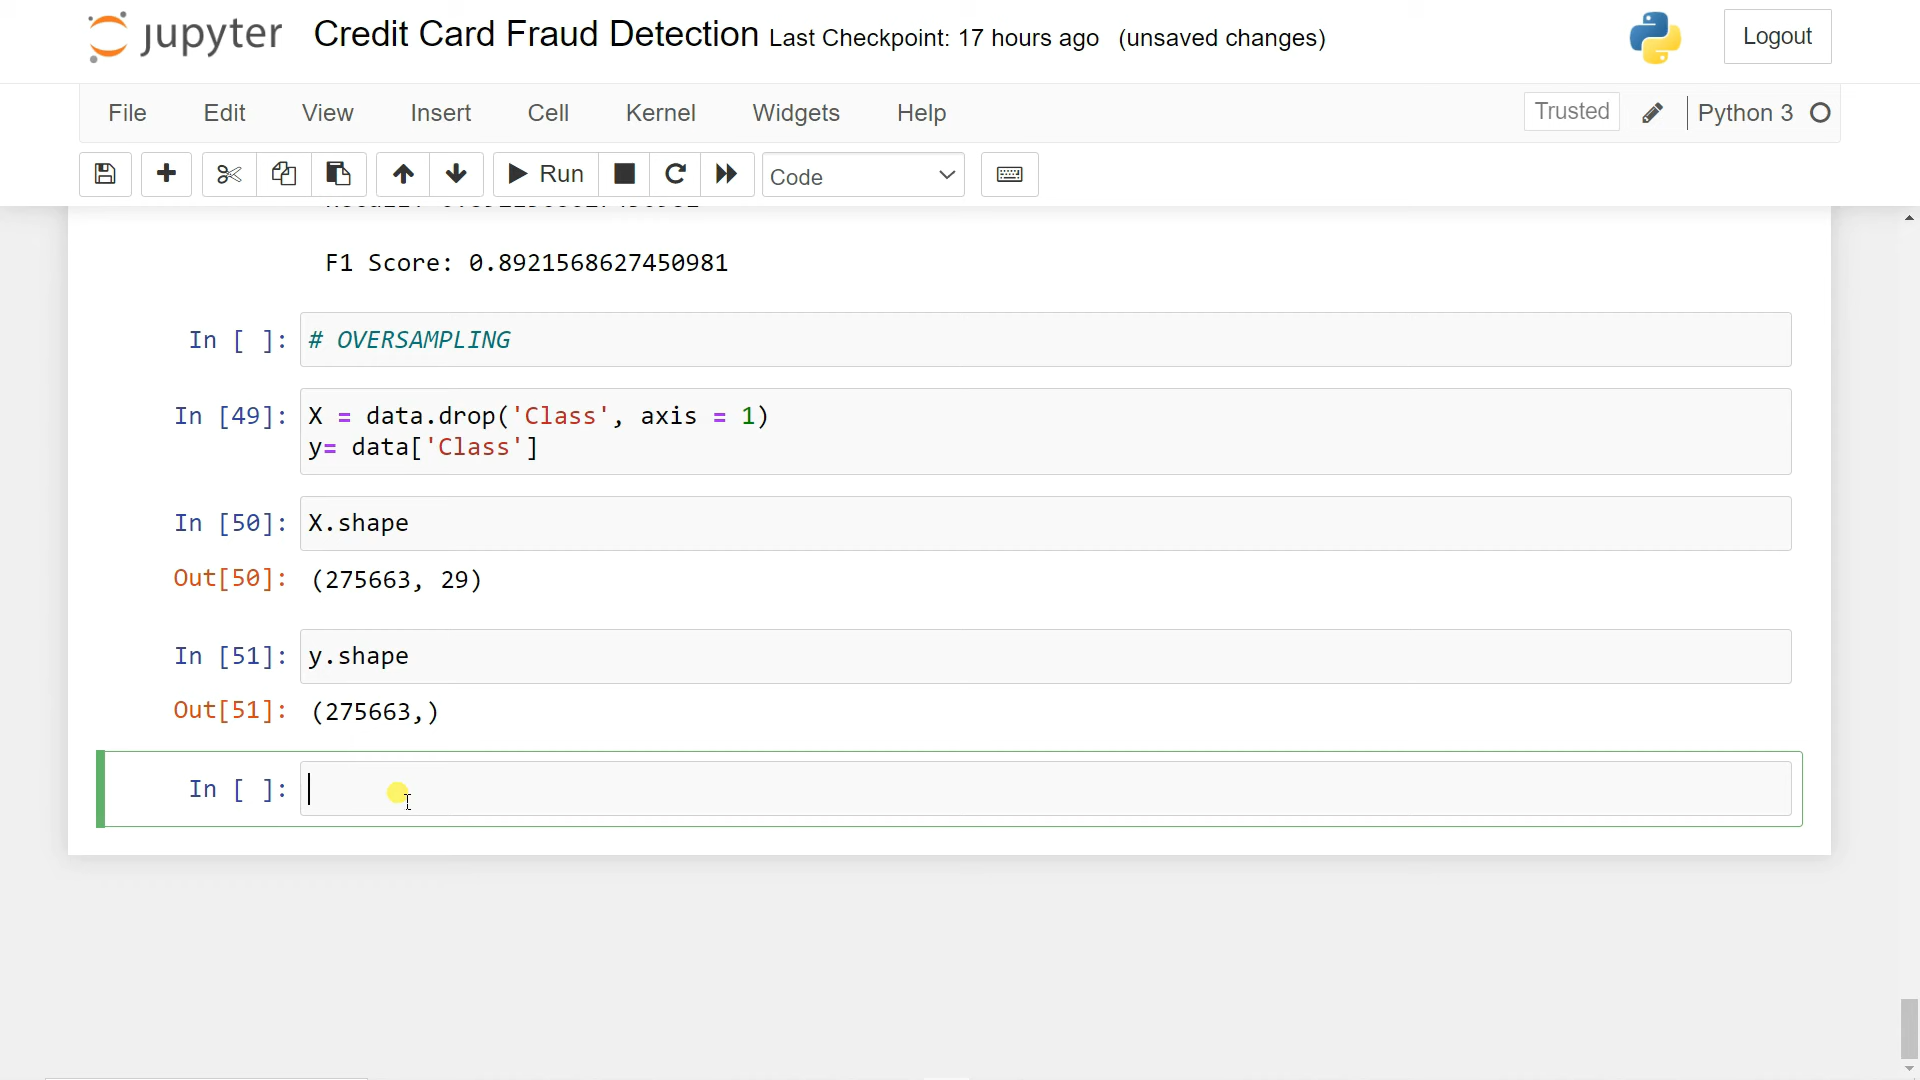 jupyter Credit Card Fraud Detection Last Checkpoint: 17 hours ago (unsaved changes) Logout
File Edit View Insert Cell Kernel Widgets Help Trusted Python 3
Run Code
F1 Score: 0.8921568627450981
In [ ]: # OVERSAMPLING
In [49]: X = data.drop('Class', axis = 1)
y= data['Class']
In [50]: X.shape
Out[50]: (275663, 29)
In [51]: y.shape
Out[51]: (275663,)
In [ ]: